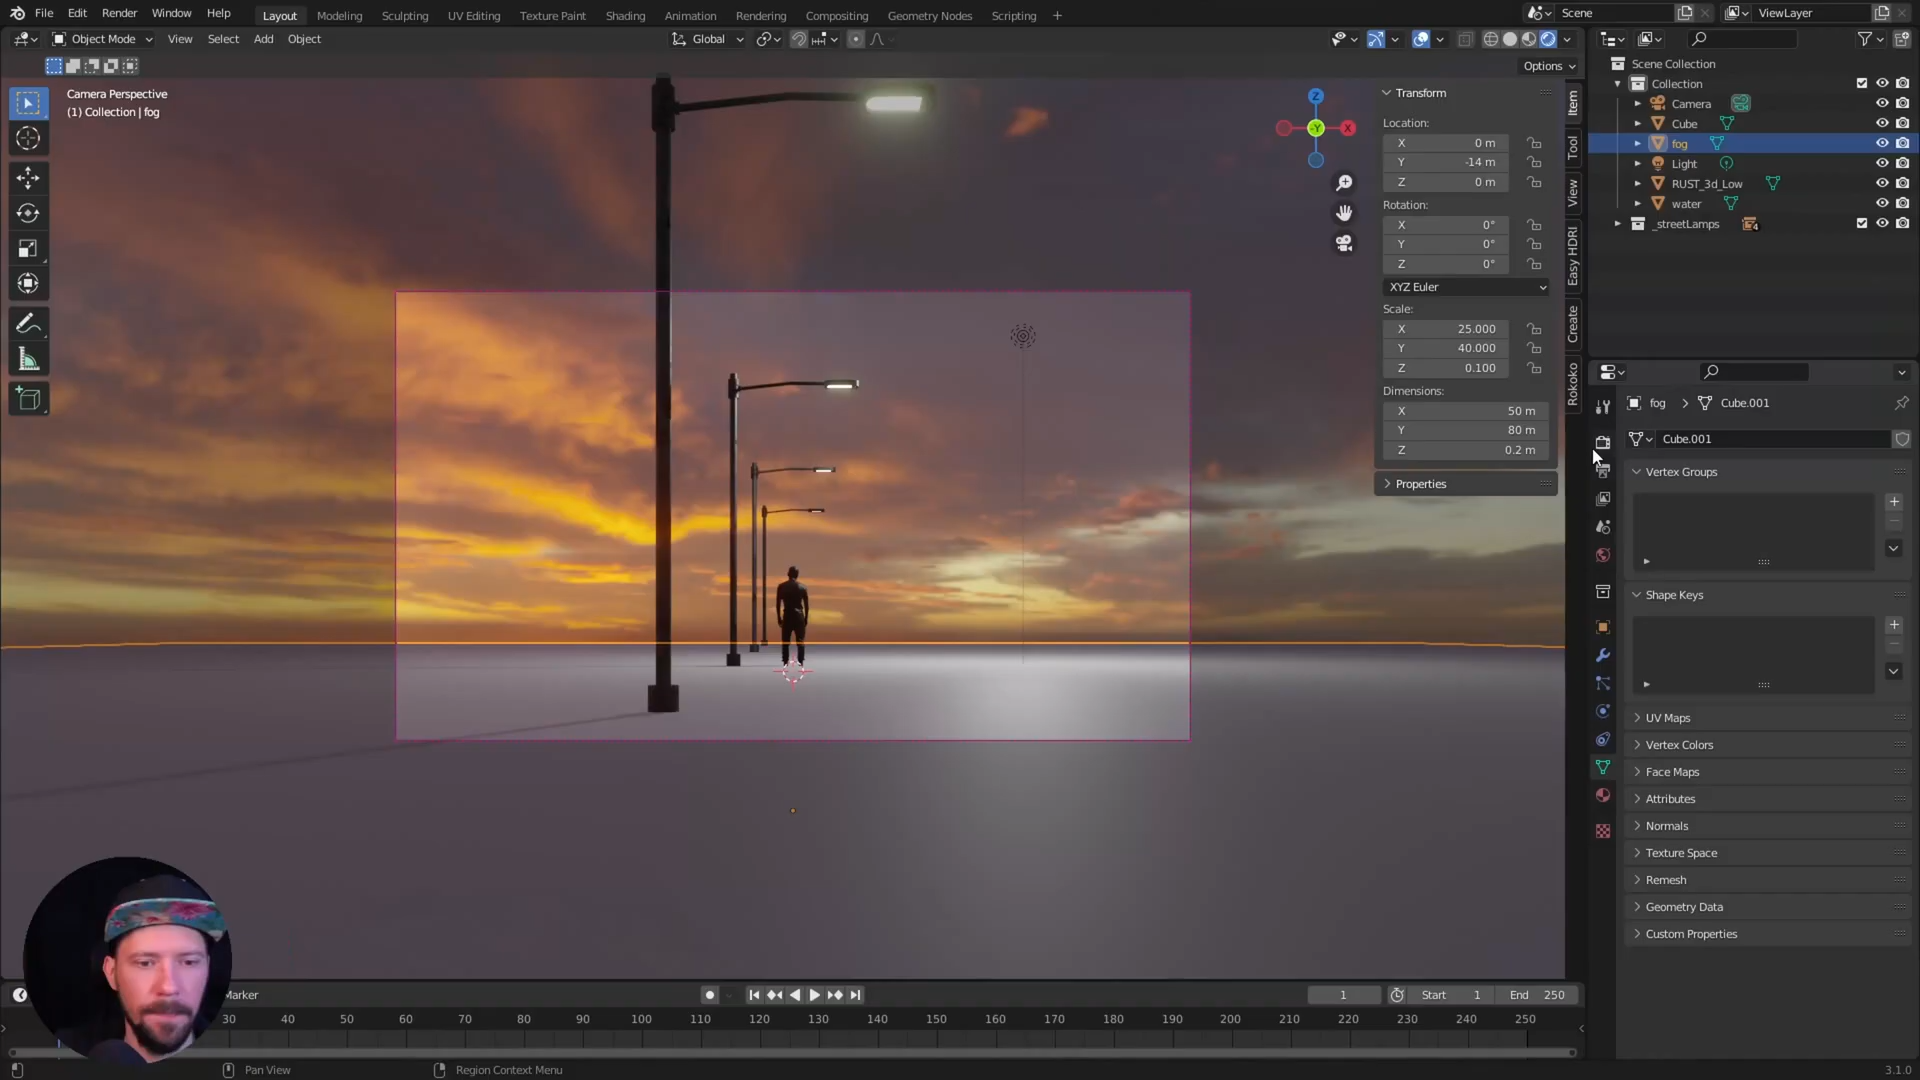 File Edit Render Window Help Layout Modeling Sculpting UV Editing Texture Paint Shading Animation Rendering Compositing Geometry Nodes Scripting + Scene ViewLayer
Object Mode View Select Add Object Global
Options
Camera Perspective
(1) Collection | fog
Z
-Y
X
Transform
Location:
X 0 m
Y -14 m
Z 0 m
Rotation:
X 0°
Y 0°
Z 0°
XYZ Euler
Scale:
X 25.000
Y 40.000
Z 0.100
Dimensions:
X 50 m
Y 80 m
Z 0.2 m
Properties
Item
Tool
View
Easy HDRI
Create
Rokoko
Scene Collection
Collection
Camera
Cube
fog
Light
RUST_3d_Low
water
_streetLamps 4
fog > Cube.001
Cube.001
Vertex Groups
Shape Keys
UV Maps
Vertex Colors
Face Maps
Attributes
Normals
Texture Space
Remesh
Geometry Data
Custom Properties
Marker 1 Start 1 End 250
30 40 50 60 70 80 90 100 110 120 130 140 150 160 170 180 190 200 210 220 230 240 250
Pan View Region Context Menu 3.1.0